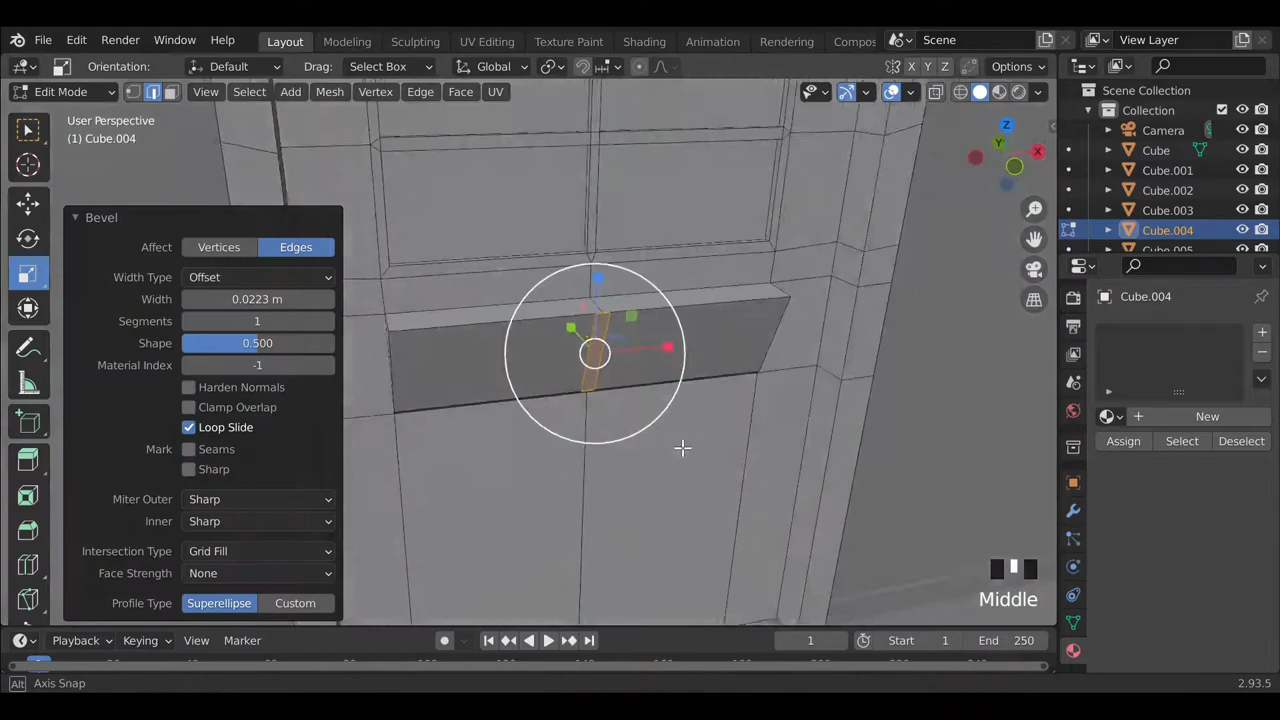 File Edit Render Window Help Layout Modeling Sculpting UV Editing Texture Paint Shading Animation Rendering Compos Scene View Layer
Orientation: Default Drag: Select Box Global X Y Z Options
Edit Mode View Select Add Mesh Vertex Edge Face UV
User Perspective
(1) Cube.004
Z
Y
X
Scene Collection
Collection
Camera
Cube
Cube.001
Cube.002
Cube.003
Cube.004
Cube.005
Bevel
Affect Vertices Edges
Width Type Offset
Width 0.0223 m
Segments 1
Shape 0.500
Material Index -1
Harden Normals
Clamp Overlap
Loop Slide
Mark Seams
Sharp
Miter Outer Sharp
Inner Sharp
Intersection Type Grid Fill
Face Strength None
Profile Type Superellipse Custom
Cube.004
New
Assign Select Deselect
Middle
Playback Keying View Marker 1 Start 1 End 250
Alt Axis Snap 2.93.5